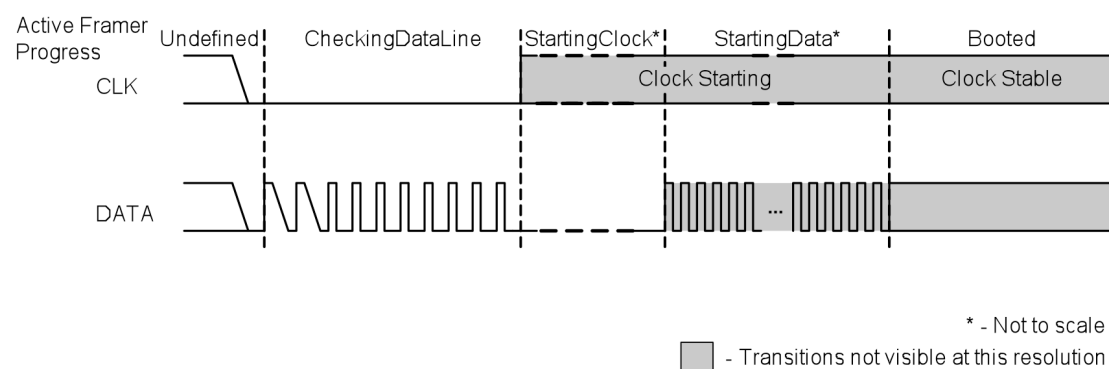 Active Framer
Progress
Undefined
CheckingDataLine
StartingClock*
StartingData*
Booted
CLK
Clock Starting
Clock Stable
DATA
...
* - Not to scale
- Transitions not visible at this resolution